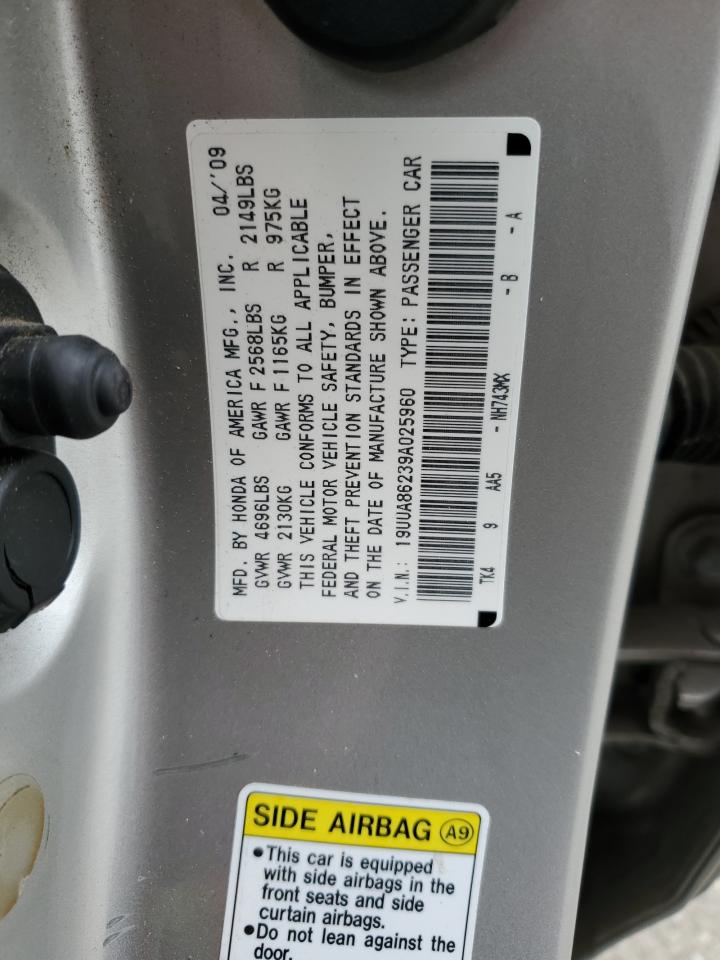 MFD. BY HONDA OF AMERICA MFG., INC. 04/'09
GVWR 4696LBS GAWR F 2568LBS R 2149LBS
GVWR 2130KG GAWR F 1165KG R 975KG
THIS VEHICLE CONFORMS TO ALL APPLICABLE
FEDERAL MOTOR VEHICLE SAFETY, BUMPER,
AND THEFT PREVENTION STANDARDS IN EFFECT
ON THE DATE OF MANUFACTURE SHOWN ABOVE.
V.I.N.: 19UUA86239A025960 TYPE: PASSENGER CAR
TK4 9 AA5 - NH743MX - B - A
SIDE AIRBAG A9
•This car is equipped
with side airbags in the
front seats and side
curtain airbags.
•Do not lean against the
door.